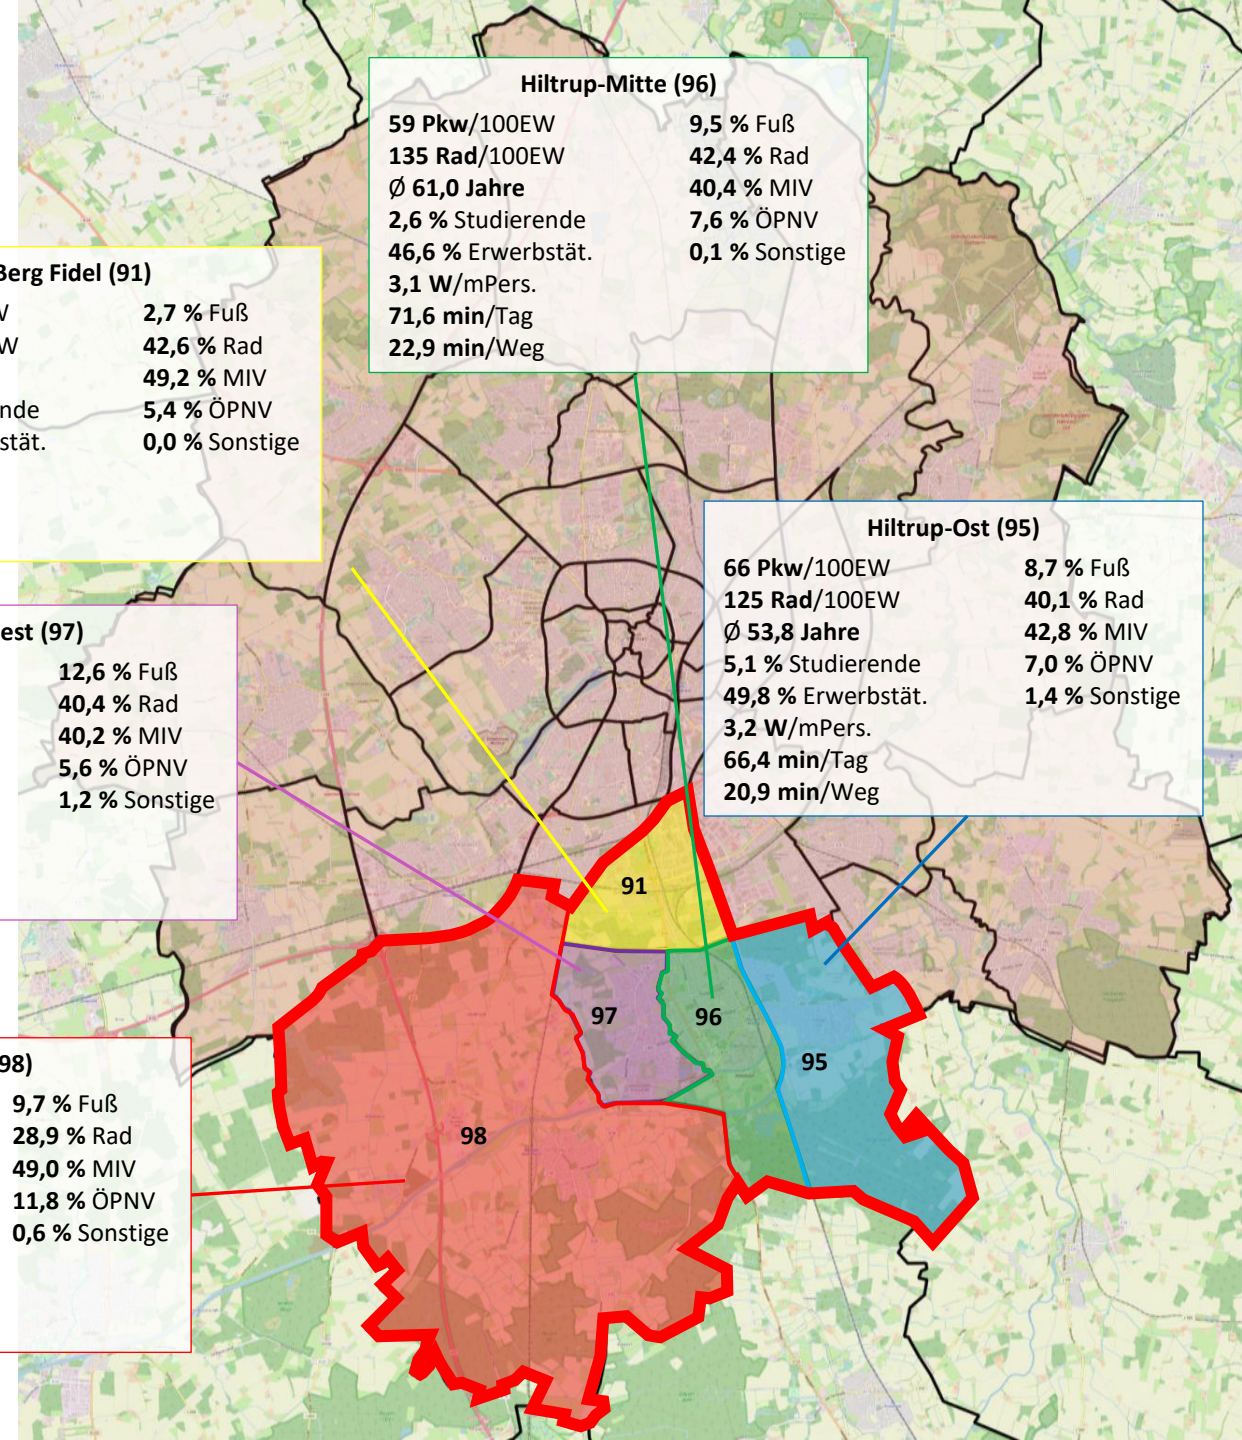 Hiltrup-Mitte (96)
59 Pkw/100EW
135 Rad/100EW
Ø 61,0 Jahre
2,6 % Studierende
46,6 % Erwerbstät.
3,1 W/mPers.
71,6 min/Tag
22,9 min/Weg
9,5 % Fuß
42,4 % Rad
40,4 % MIV
7,6 % ÖPNV
0,1 % Sonstige
Berg Fidel (91)
W
W
nde
stät.
2,7 % Fuß
42,6 % Rad
49,2 % MIV
5,4 % ÖPNV
0,0 % Sonstige
Hiltrup-Ost (95)
66 Pkw/100EW
125 Rad/100EW
Ø 53,8 Jahre
5,1 % Studierende
49,8 % Erwerbstät.
3,2 W/mPers.
66,4 min/Tag
20,9 min/Weg
8,7 % Fuß
40,1 % Rad
42,8 % MIV
7,0 % ÖPNV
1,4 % Sonstige
est (97)
12,6 % Fuß
40,4 % Rad
40,2 % MIV
5,6 % ÖPNV
1,2 % Sonstige
91
97
96
95
98
98)
9,7 % Fuß
28,9 % Rad
49,0 % MIV
11,8 % ÖPNV
0,6 % Sonstige